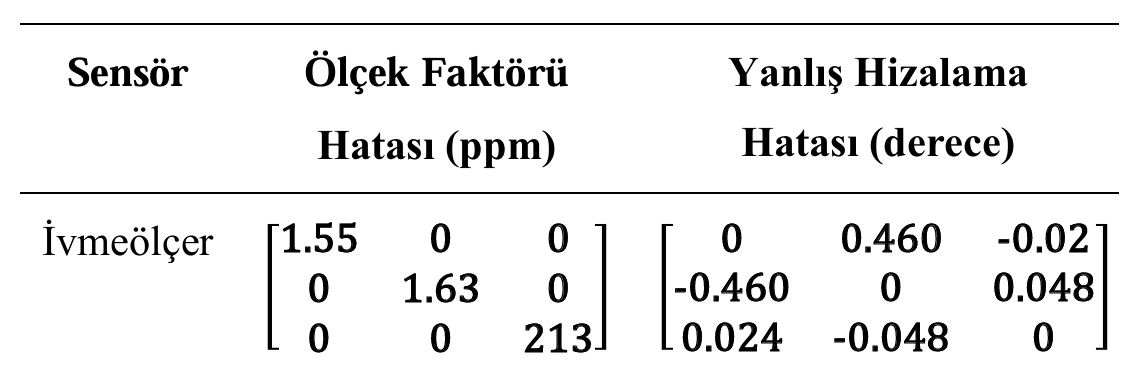 Sensör Ölçek Faktörü Hatası (ppm) Yanlış Hizalama Hatası (derece)
İvmeölçer
1.55 0 0
0 1.63 0
0 0 213
0 0.460 -0.02
-0.460 0 0.048
0.024 -0.048 0